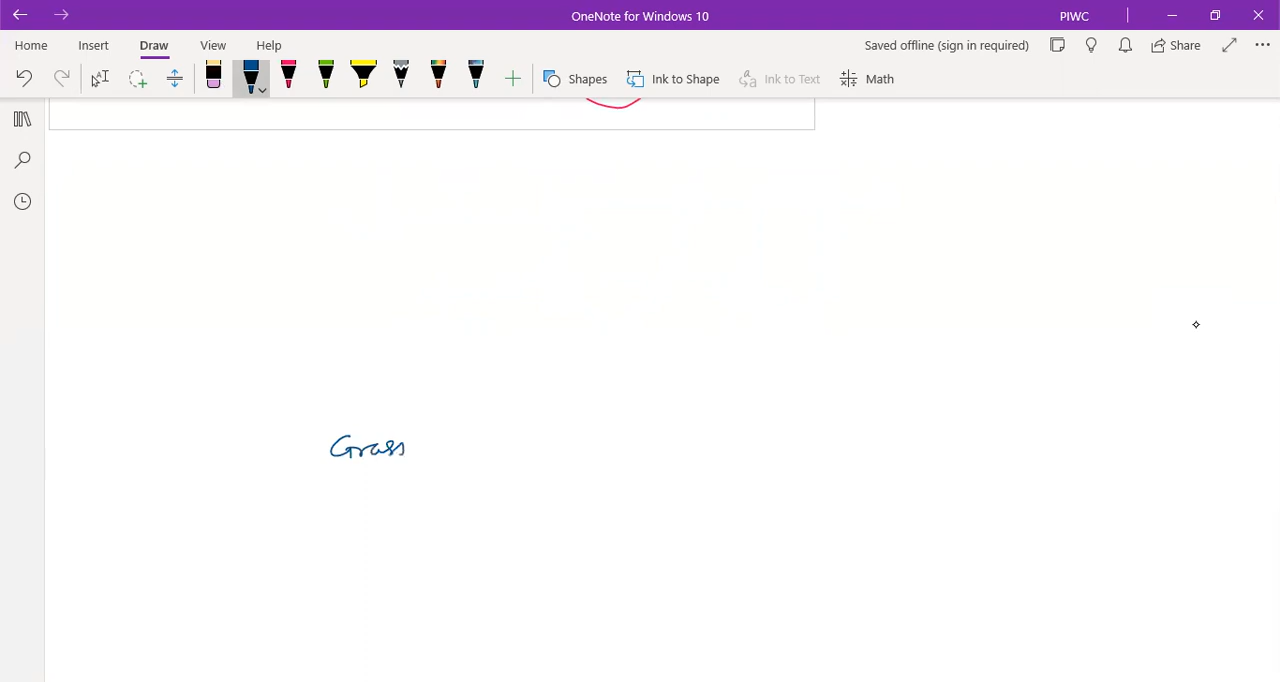 OneNote for Windows 10
PIWC
Home Insert Draw View Help
Saved offline (sign in required)
Share
Shapes
Ink to Shape
Ink to Text
Math
Grass